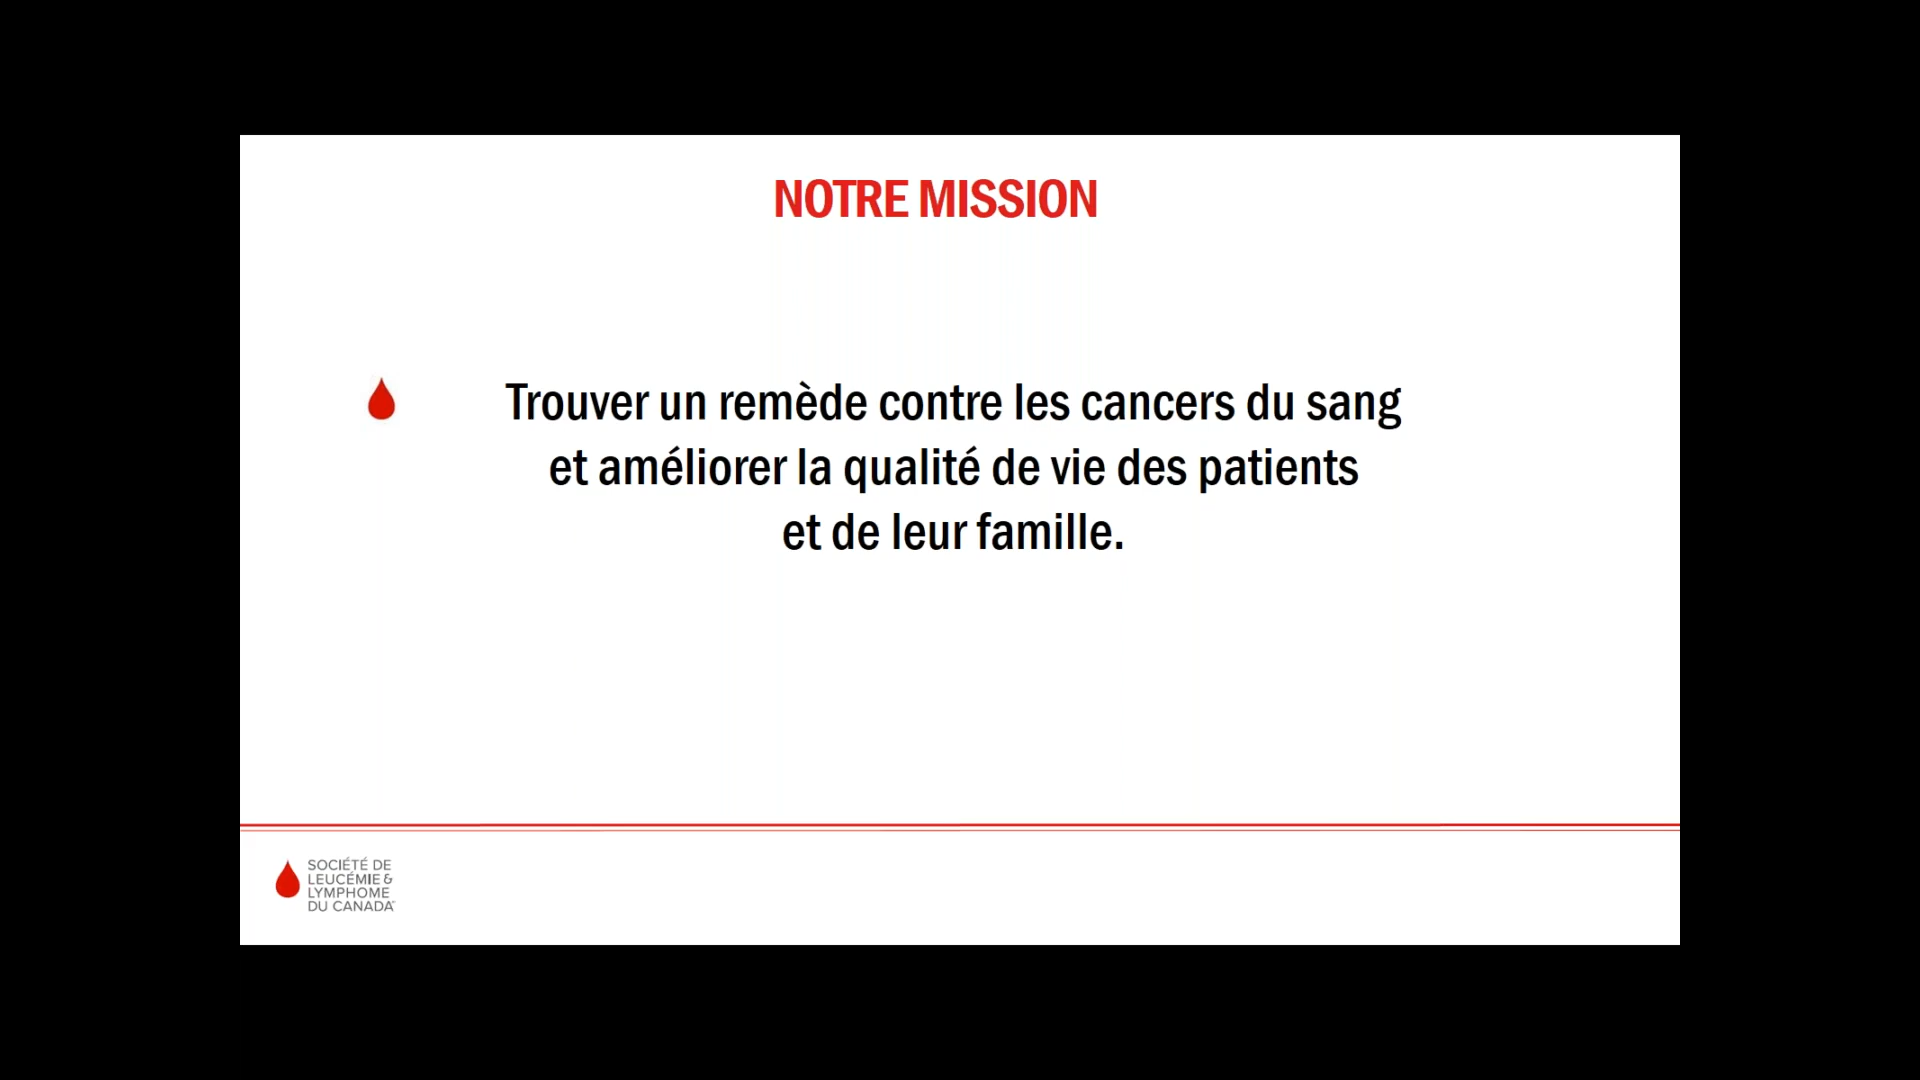 NOTRE MISSION
Trouver un remède contre les cancers du sang
et améliorer la qualité de vie des patients
et de leur famille.
SOCIÉTÉ DE
LEUCÉMIE &
LYMPHOME
DU CANADA